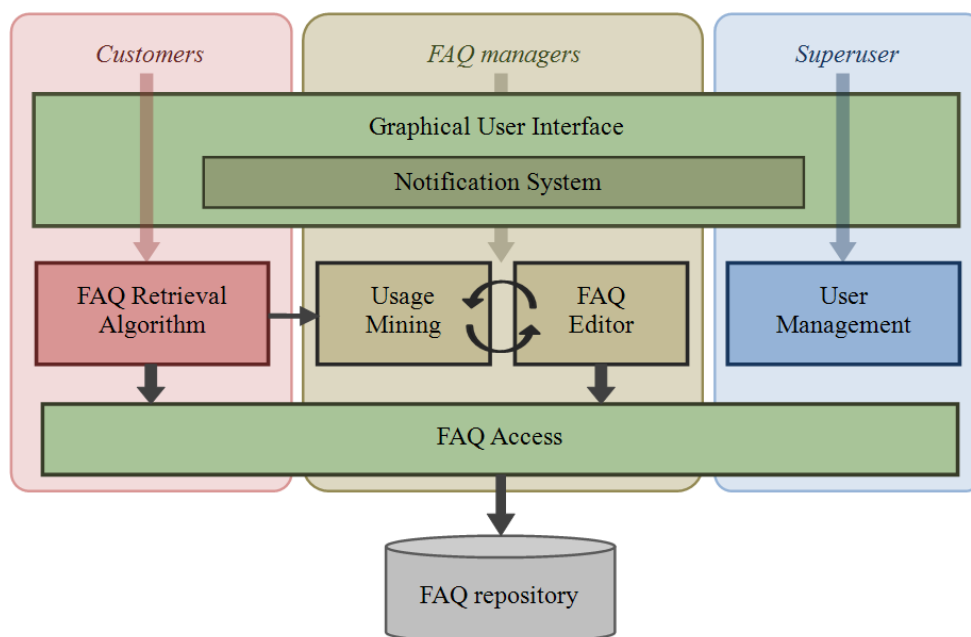 Customers
FAQ managers
Superuser
Graphical User Interface
Notification System
FAQ Retrieval
Algorithm
Usage
Mining
FAQ
Editor
User
Management
FAQ Access
FAQ repository